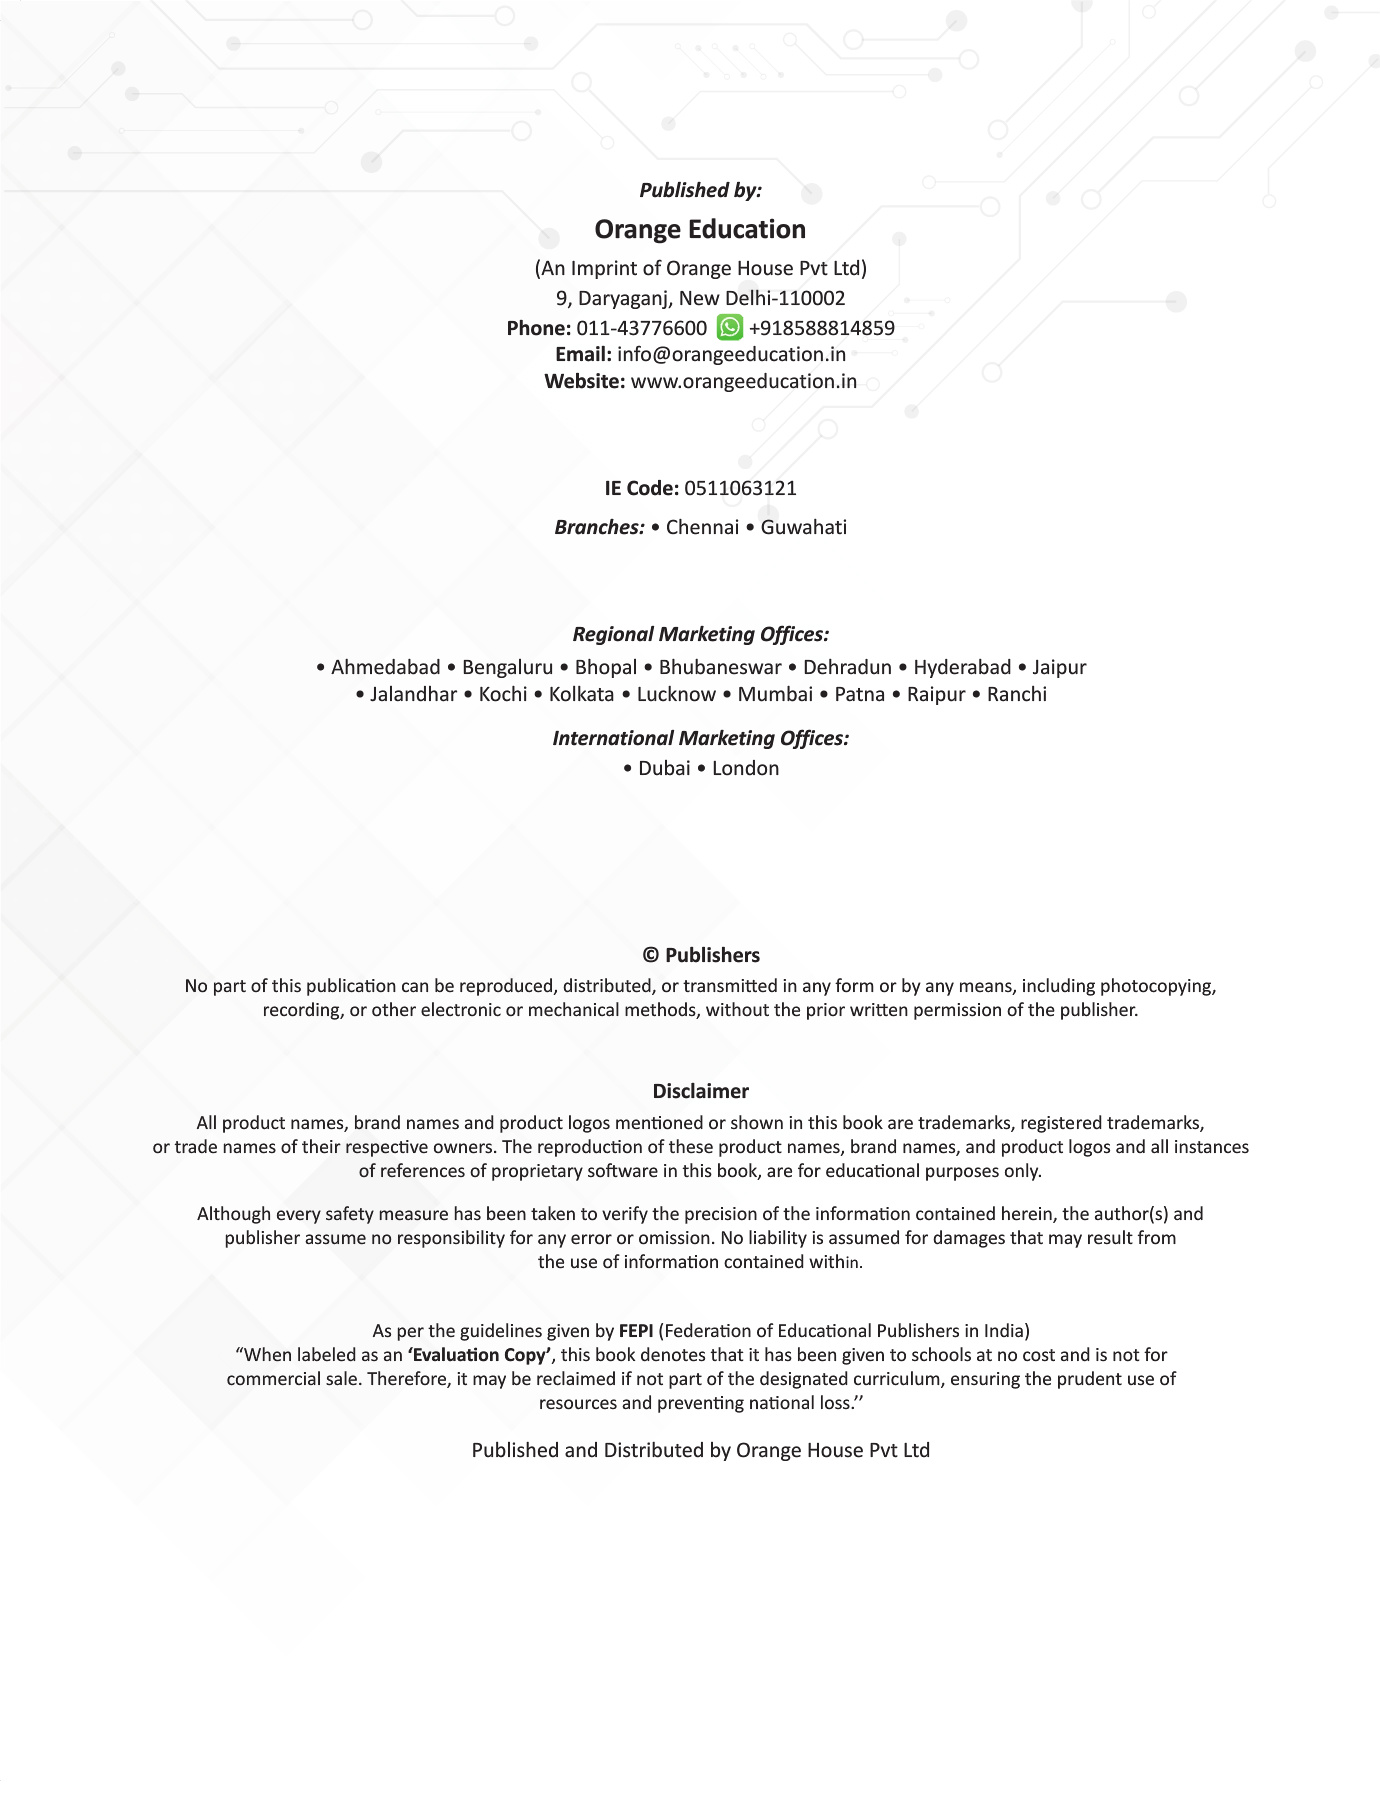 Published by:
Orange Education
(An Imprint of Orange House Pvt Ltd)
9, Daryaganj, New Delhi-110002
Phone: 011-43776600 +918588814859
Email: info@orangeeducation.in
Website: www.orangeeducation.in
IE Code: 0511063121
Branches: • Chennai • Guwahati
Regional Marketing Offices:
• Ahmedabad • Bengaluru • Bhopal • Bhubaneswar • Dehradun • Hyderabad • Jaipur
• Jalandhar • Kochi • Kolkata • Lucknow • Mumbai • Patna • Raipur • Ranchi
International Marketing Offices:
• Dubai • London
© Publishers
No part of this publication can be reproduced, distributed, or transmitted in any form or by any means, including photocopying,
recording, or other electronic or mechanical methods, without the prior written permission of the publisher.
Disclaimer
All product names, brand names and product logos mentioned or shown in this book are trademarks, registered trademarks,
or trade names of their respective owners. The reproduction of these product names, brand names, and product logos and all instances
of references of proprietary software in this book, are for educational purposes only.
Although every safety measure has been taken to verify the precision of the information contained herein, the author(s) and
publisher assume no responsibility for any error or omission. No liability is assumed for damages that may result from
the use of information contained within.
As per the guidelines given by FEPI (Federation of Educational Publishers in India)
“When labeled as an ‘Evaluation Copy’, this book denotes that it has been given to schools at no cost and is not for
commercial sale. Therefore, it may be reclaimed if not part of the designated curriculum, ensuring the prudent use of
resources and preventing national loss.’’
Published and Distributed by Orange House Pvt Ltd